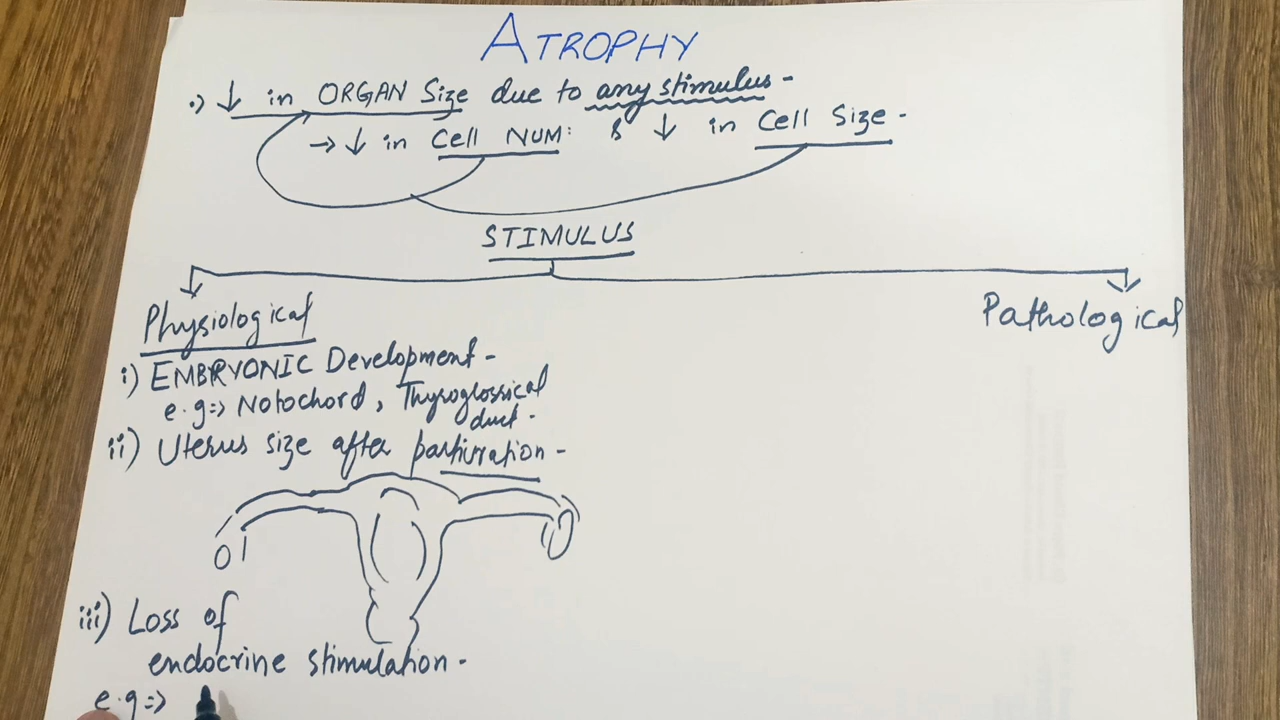 ATROPHY
•) ↓ in ORGAN Size due to any stimulus -
→ ↓ in Cell NUM: & ↓ in Cell Size -
STIMULUS
Physiological
Pathological
i) EMBRYONIC Development -
e.g => Notochord, Thyroglossical
duct -
ii) Uterus size after parturation -
iii) Loss of
endocrine stimulation -
e.g =>